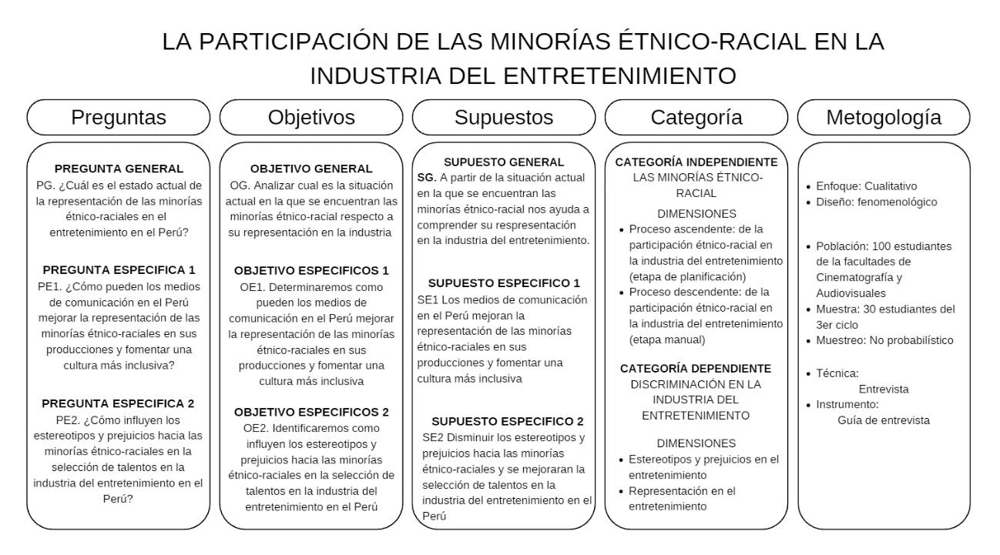 LA PARTICIPACIÓN DE LAS MINORÍAS ÉTNICO-RACIAL EN LA
INDUSTRIA DEL ENTRETENIMIENTO
Preguntas
PREGUNTA GENERAL
PG. ¿Cuál es el estado actual de
la representación de las minorías
étnico-raciales en el
entretenimiento en el Perú?
PREGUNTA ESPECIFICA 1
PE1. ¿Cómo pueden los medios
de comunicación en el Perú
mejorar la representación de las
minorías étnico-raciales en sus
producciones y fomentar una
cultura más inclusiva?
PREGUNTA ESPECIFICA 2
PE2. ¿Cómo influyen los
estereotipos y prejuicios hacia las
minorías étnico-raciales en la
selección de talentos en la
industria del entretenimiento en el
Perú?
Objetivos
OBJETIVO GENERAL
OG. Analizar cual es la situación
actual en la que se encuentran las
minorías étnico-racial respecto a
su representación en la industria
OBJETIVO ESPECIFICOS 1
OE1. Determinaremos como
pueden los medios de
comunicación en el Perú mejorar
la representación de las minorías
étnico-raciales en sus
producciones y fomentar una
cultura más inclusiva
OBJETIVO ESPECIFICOS 2
OE2. Identificaremos como
influyen los estereotipos y
prejuicios hacia las minorías
étnico-raciales en la selección de
talentos en la industria del
entretenimiento en el Perú
Supuestos
SUPUESTO GENERAL
SG. A partir de la situación actual
en la que se encuentran las
minorías étnico-racial nos ayuda a
comprender su respresentación
en la industria del entretenimiento.
SUPUESTO ESPECIFICO 1
SE1 Los medios de comunicación
en el Perú mejoran la
representación de las minorías
étnico-raciales en sus
producciones y fomentar una
cultura más inclusiva
SUPUESTO ESPECIFICO 2
SE2 Disminuir los estereotipos y
prejuicios hacia las minorías
étnico-raciales y se mejoraran la
selección de talentos en la
industria del entretenimiento en el
Perú
Categoría
CATEGORÍA INDEPENDIENTE
LAS MINORÍAS ÉTNICO-
RACIAL
DIMENSIONES
• Proceso ascendente: de la
participación étnico-racial en
la industria del entretenimiento
(etapa de planificación)
• Proceso descendente: de la
participación étnico-racial en
la industria del entretenimiento
(etapa manual)
CATEGORÍA DEPENDIENTE
DISCRIMINACIÓN EN LA
INDUSTRIA DEL
ENTRETENIMIENTO
DIMENSIONES
• Estereotipos y prejuicios en el
entretenimiento
• Representación en el
entretenimiento
Metogología
• Enfoque: Cualitativo
• Diseño: fenomenológico
• Población: 100 estudiantes
de la facultades de
Cinematografía y
Audiovisuales
• Muestra: 30 estudiantes del
3er ciclo
• Muestreo: No probabilístico
• Técnica:
Entrevista
• Instrumento:
Guía de entrevista